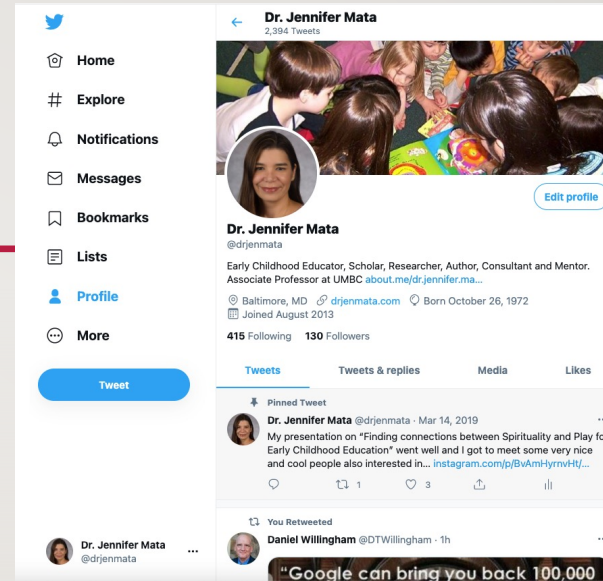 Home
Explore
Notifications
Messages
Bookmarks
Lists
Profile
More
Tweet
Dr. Jennifer Mata
@drjenmata
Dr. Jennifer Mata
2,394 Tweets
Edit profile
Dr. Jennifer Mata
@drjenmata
Early Childhood Educator, Scholar, Researcher, Author, Consultant and Mentor.
Associate Professor at UMBC about.me/dr.jennifer.ma...
Baltimore, MD drjenmata.com Born October 26, 1972
Joined August 2013
415 Following 130 Followers
Tweets Tweets & replies Media Likes
Pinned Tweet
Dr. Jennifer Mata @drjenmata · Mar 14, 2019
My presentation on "Finding connections between Spirituality and Play fo
Early Childhood Education" went well and I got to meet some very nice
and cool people also interested in... instagram.com/p/BvAmHyrnvHt/...
1 3
You Retweeted
Daniel Willingham @DTWillingham · 1h
"Google can bring you back 100,000